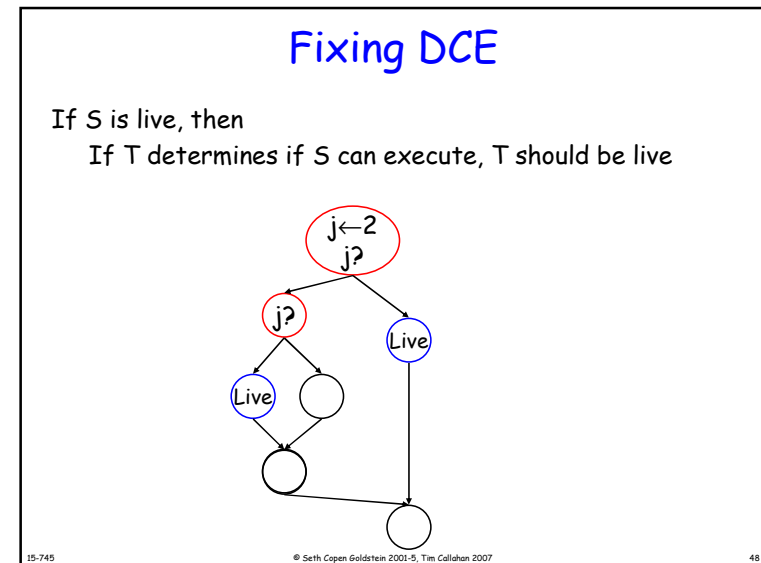 Fixing DCE
If S is live, then
If T determines if S can execute, T should be live
j←2
j?
j?
Live
Live
15-745
© Seth Copen Goldstein 2001-5, Tim Callahan 2007
48